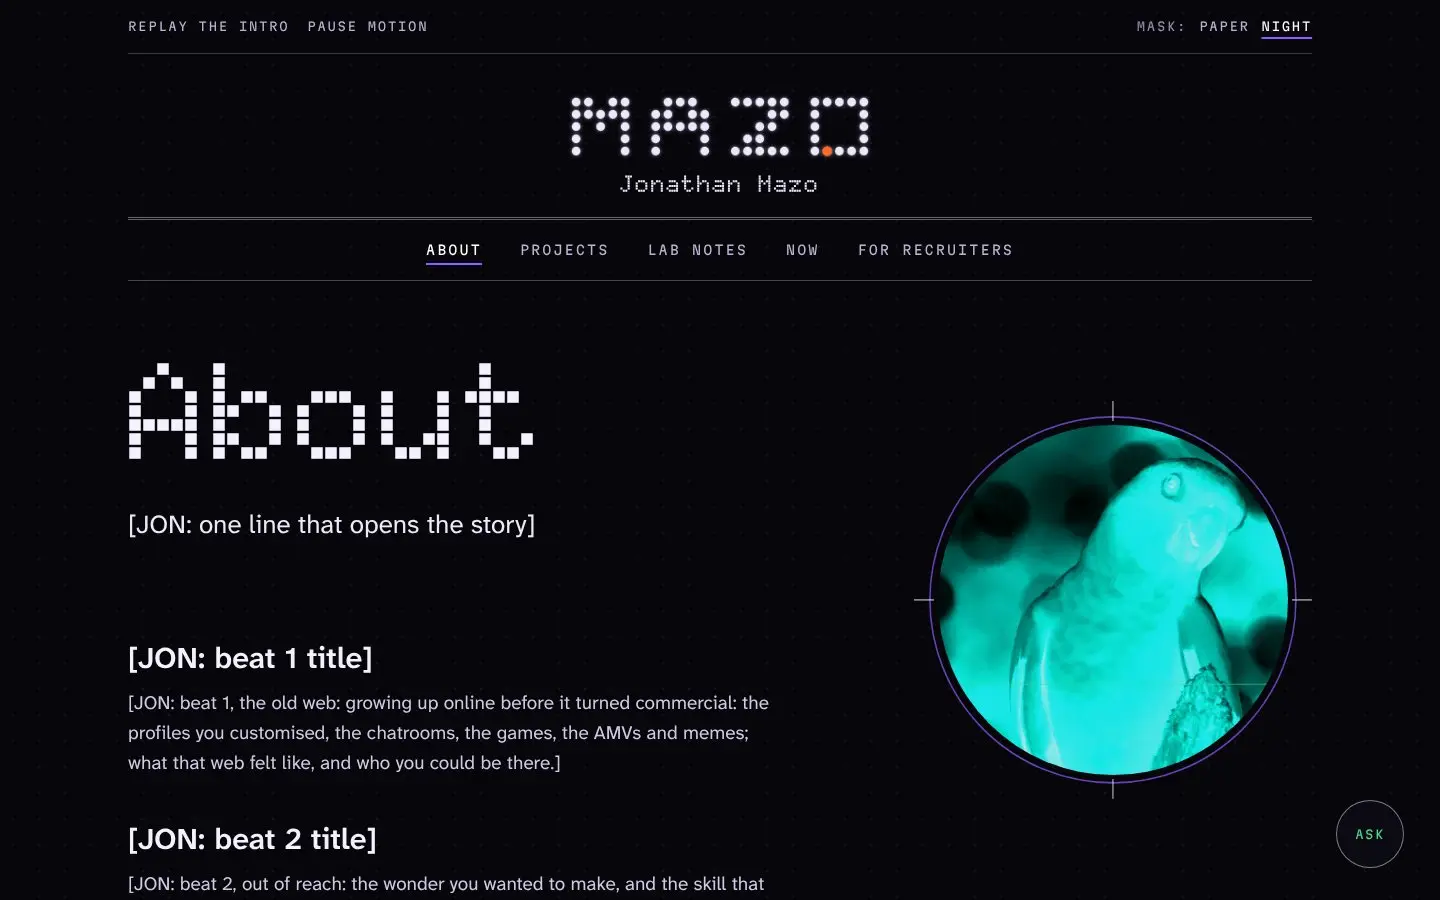 REPLAY THE INTRO PAUSE MOTION
MASK: PAPER NIGHT
MAZO
Jonathan Mazo
ABOUT PROJECTS LAB NOTES NOW FOR RECRUITERS
About
[JON: one line that opens the story]
[JON: beat 1 title]
[JON: beat 1, the old web: growing up online before it turned commercial: the
profiles you customised, the chatrooms, the games, the AMVs and memes;
what that web felt like, and who you could be there.]
[JON: beat 2 title]
[JON: beat 2, out of reach: the wonder you wanted to make, and the skill that
ASK